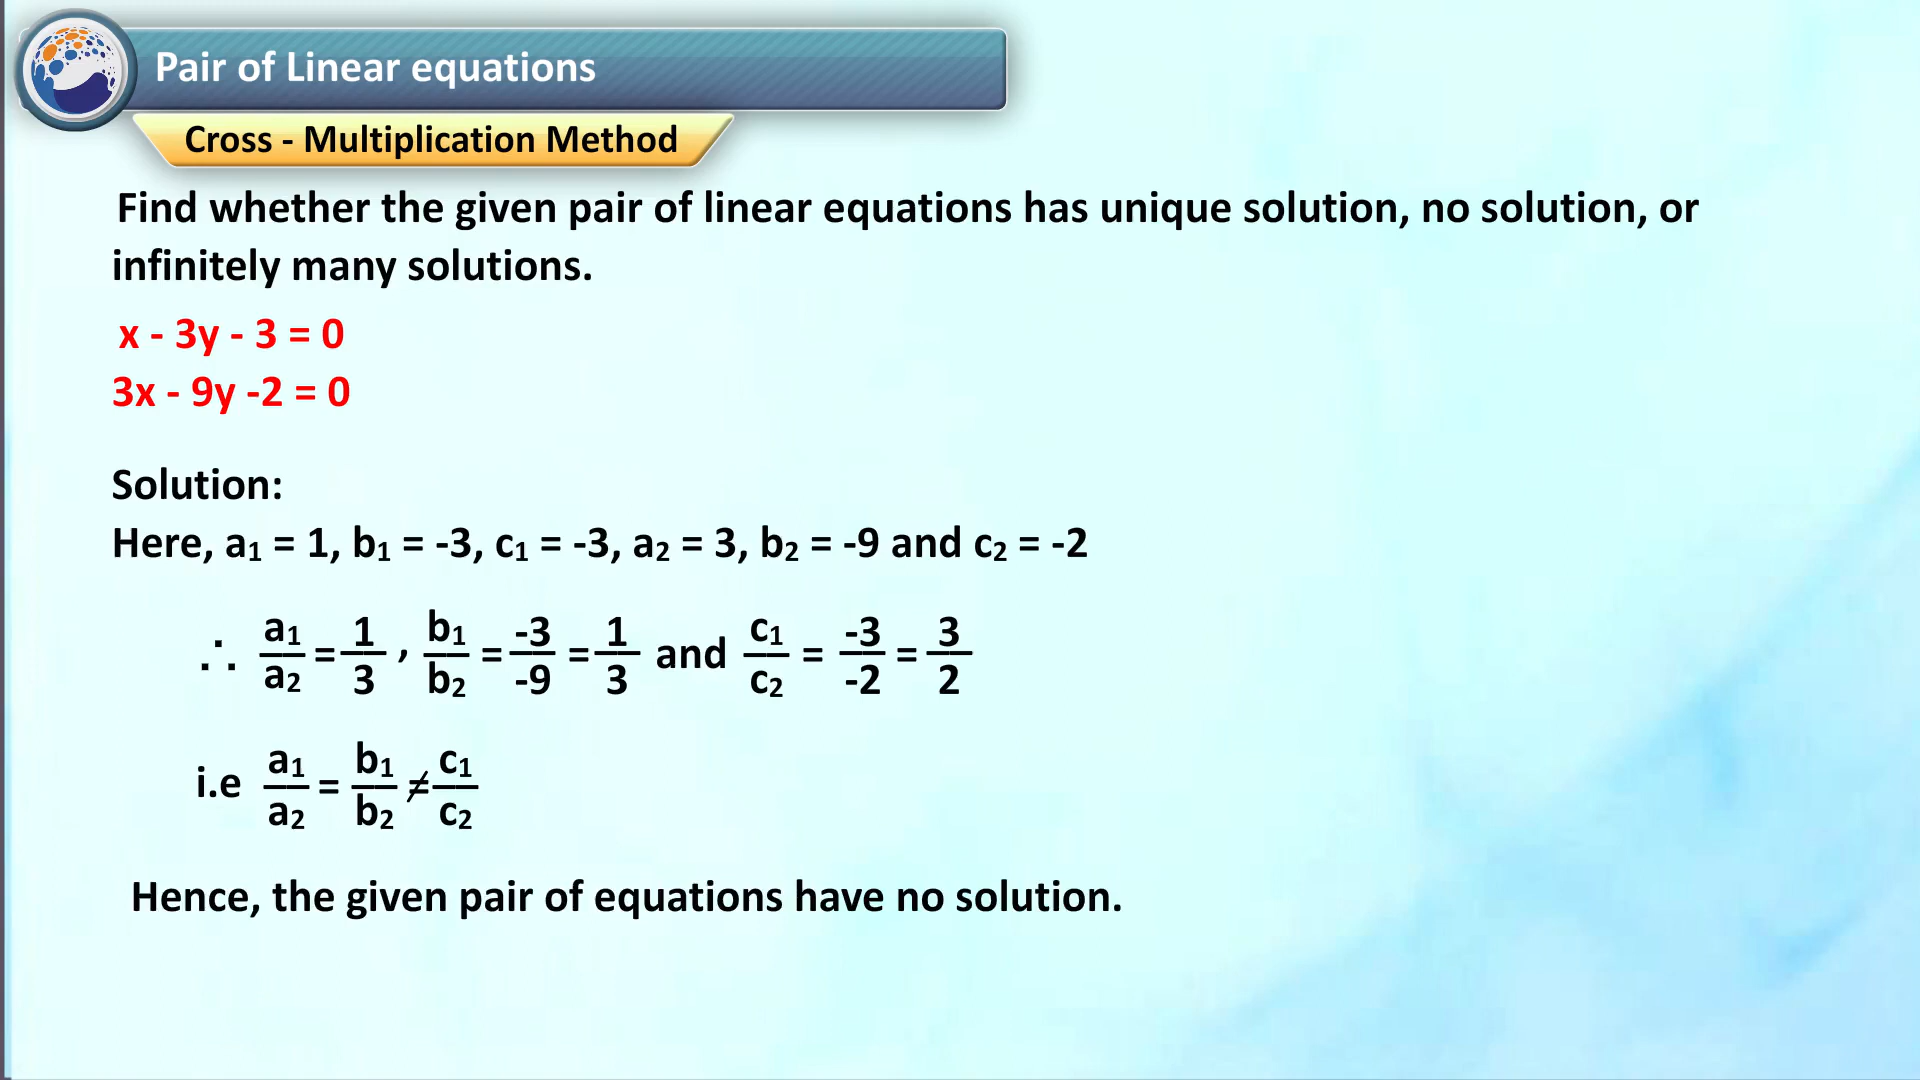 Pair of Linear equations
Cross - Multiplication Method
Find whether the given pair of linear equations has unique solution, no solution, or
infinitely many solutions.
x - 3y - 3 = 0
3x - 9y -2 = 0
Solution:
Here, a₁ = 1, b₁ = -3, c₁ = -3, a₂ = 3, b₂ = -9 and c₂ = -2
∴ a₁/a₂ = 1/3 , b₁/b₂ = -3/-9 = 1/3 and c₁/c₂ = -3/-2 = 3/2
i.e a₁/a₂ = b₁/b₂ ≠ c₁/c₂
Hence, the given pair of equations have no solution.